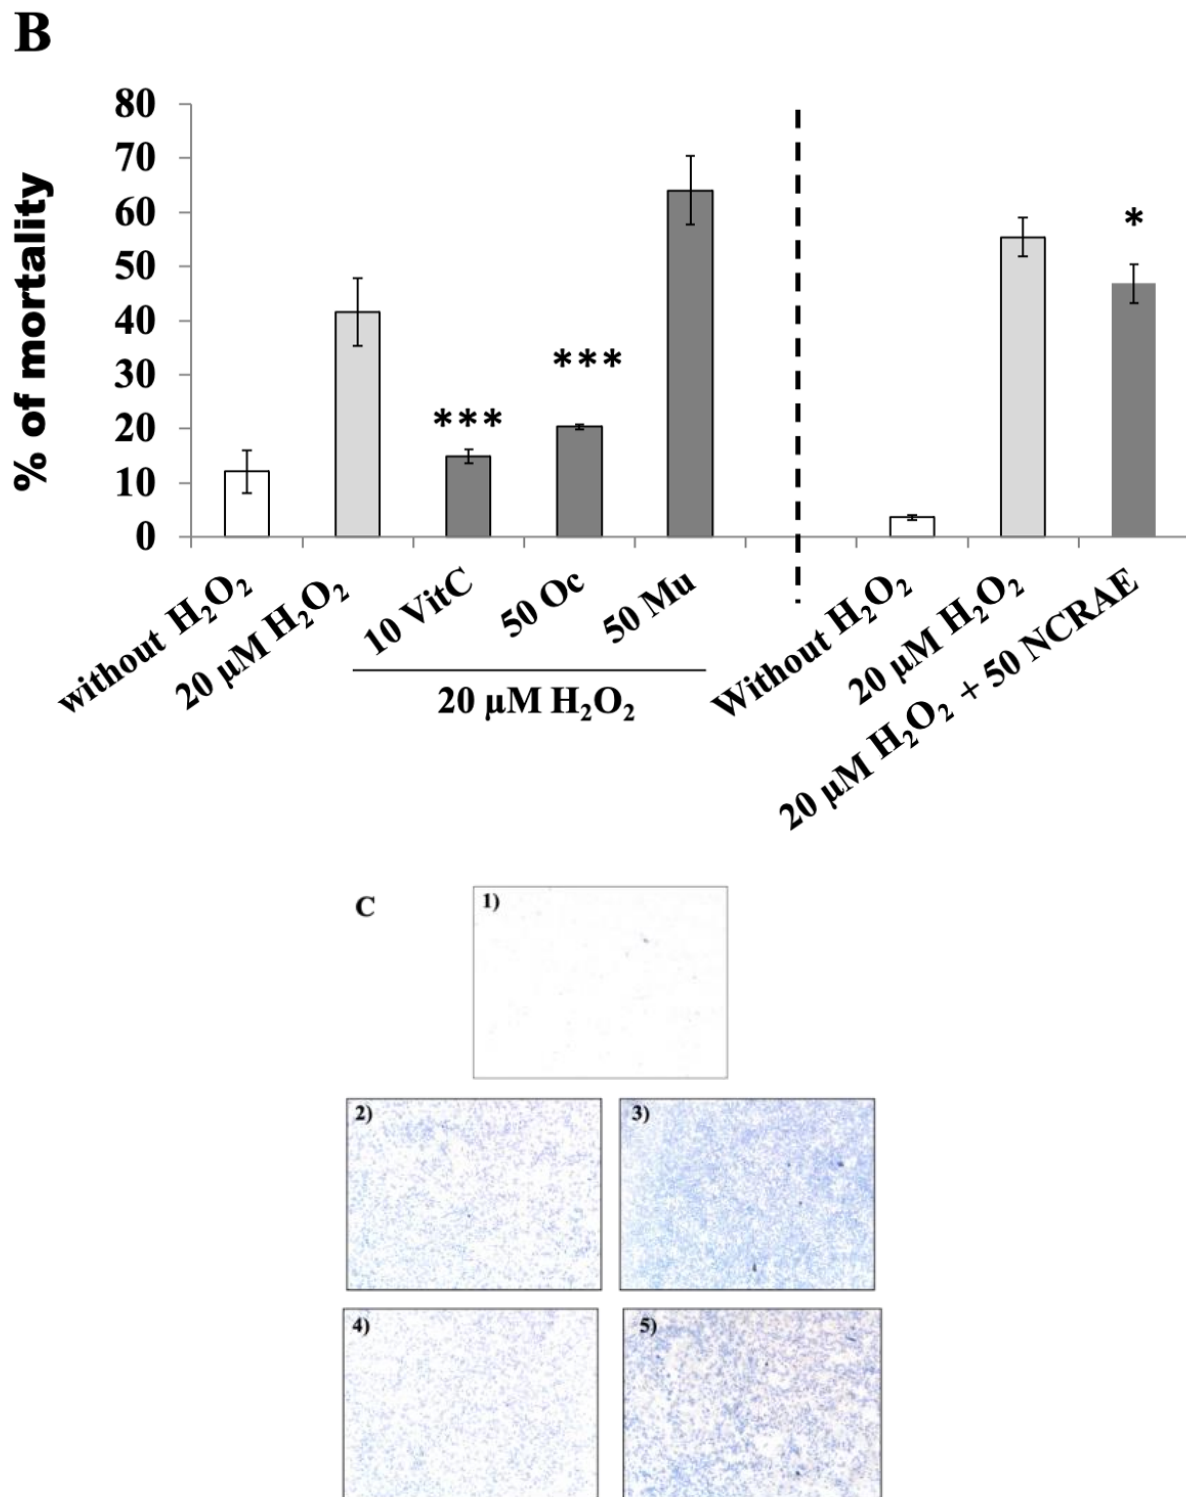 B
% of mortality
80
70
60
50
40
30
20
10
0
***
***
*
without H₂O₂
20 µM H₂O₂
10 VitC
50 Oc
50 Mu
20 µM H₂O₂
Without H₂O₂
20 µM H₂O₂
20 µM H₂O₂ + 50 NCRAE
C
1)
2)
3)
4)
5)